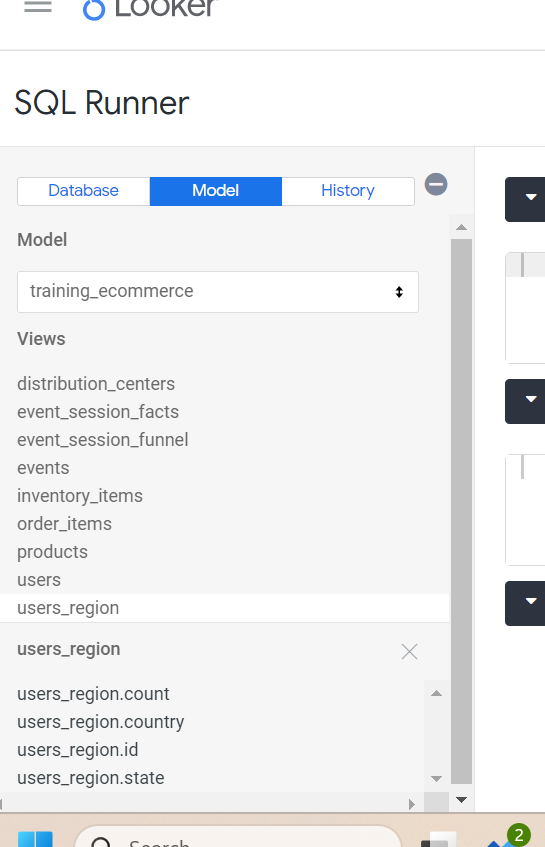 Looker
SQL Runner
Database Model History
Model
training_ecommerce
Views
distribution_centers
event_session_facts
event_session_funnel
events
inventory_items
order_items
products
users
users_region
users_region
users_region.count
users_region.country
users_region.id
users_region.state
Search
2